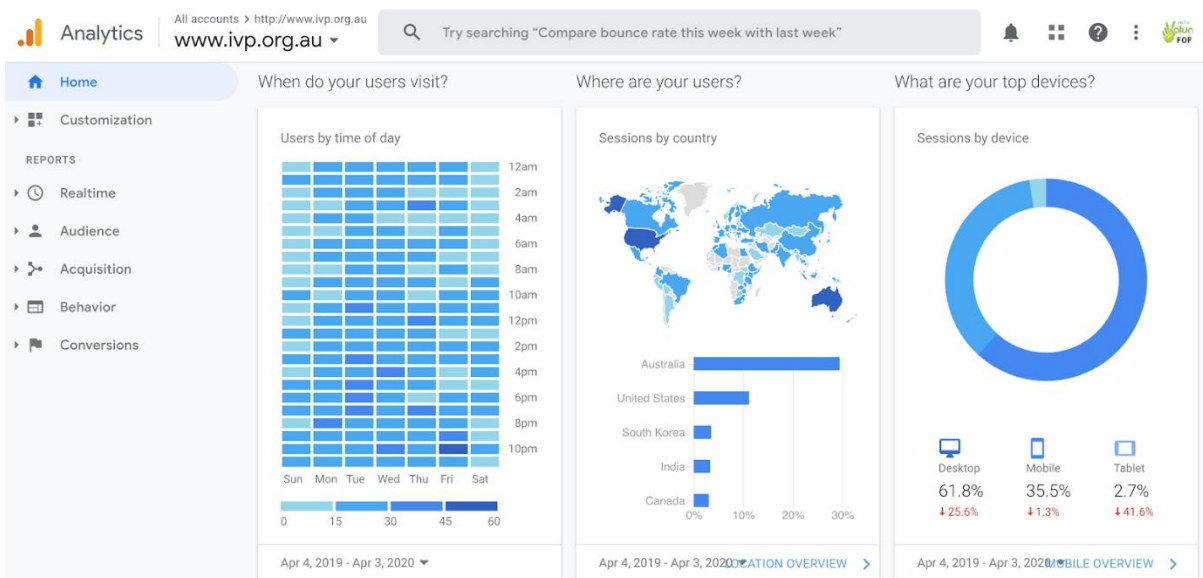 All accounts > http://www.ivp.org.au
Analytics
www.ivp.org.au
Try searching “Compare bounce rate this week with last week”
INTE
Volun
FOF
Home
Customization
REPORTS
Realtime
Audience
Acquisition
Behavior
Conversions
When do your users visit?
Users by time of day
12am
2am
4am
6am
8am
10am
12pm
2pm
4pm
6pm
8pm
10pm
Sun Mon Tue Wed Thu Fri Sat
0 15 30 45 60
Apr 4, 2019 - Apr 3, 2020
Where are your users?
Sessions by country
Australia
United States
South Korea
India
Canada
0% 10% 20% 30%
Apr 4, 2019 - Apr 3, 2020
LOCATION OVERVIEW
What are your top devices?
Sessions by device
Desktop Mobile Tablet
61.8% 35.5% 2.7%
↓25.6% ↓1.3% ↓41.6%
Apr 4, 2019 - Apr 3, 2020
MOBILE OVERVIEW